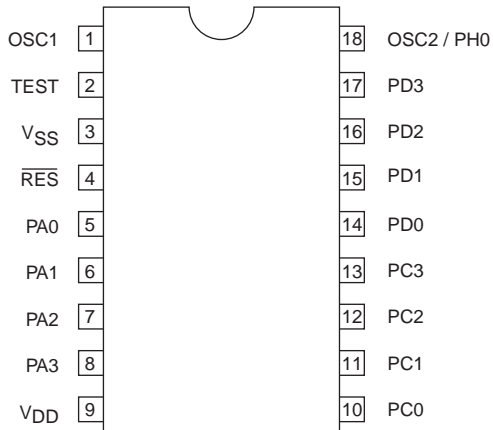 OSC1 1 18 OSC2 / PH0
TEST 2 17 PD3
VSS 3 16 PD2
RES 4 15 PD1
PA0 5 14 PD0
PA1 6 13 PC3
PA2 7 12 PC2
PA3 8 11 PC1
VDD 9 10 PC0